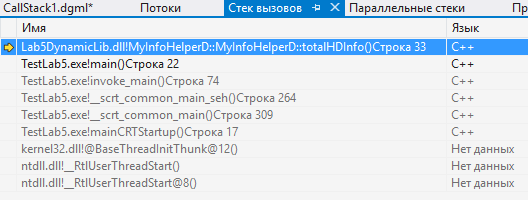 CallStack1.dgml* Потоки Стек вызовов Параллельные стеки
Имя Язык
Lab5DynamicLib.dll!MyInfoHelperD::MyInfoHelperD::totalHDInfo()Строка 33 C++
TestLab5.exe!main()Строка 22 C++
TestLab5.exe!invoke_main()Строка 74 C++
TestLab5.exe!__scrt_common_main_seh()Строка 264 C++
TestLab5.exe!__scrt_common_main()Строка 309 C++
TestLab5.exe!mainCRTStartup()Строка 17 C++
kernel32.dll!@BaseThreadInitThunk@12() Нет данных
ntdll.dll!__RtlUserThreadStart() Нет данных
ntdll.dll!__RtlUserThreadStart@8() Нет данных